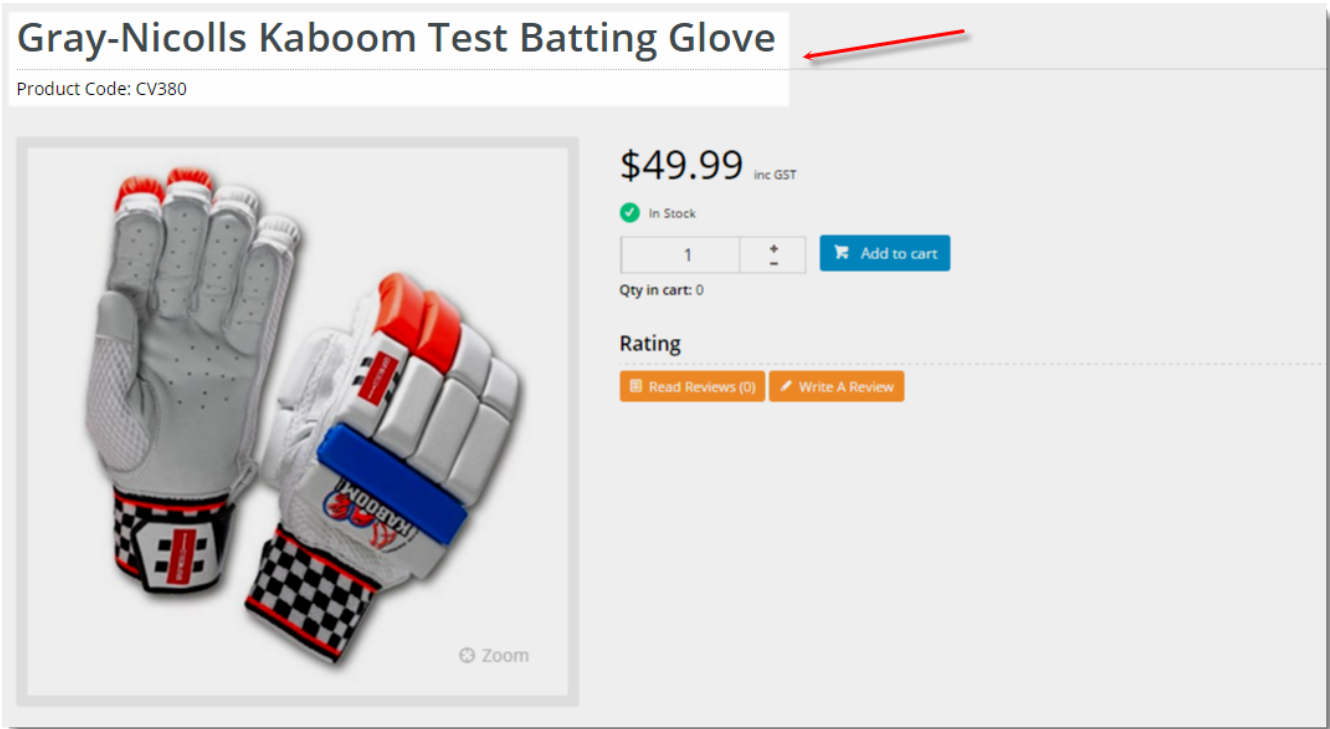 Gray-Nicolls Kaboom Test Batting Glove
Product Code: CV380
$49.99 inc GST
In Stock
1
+
-
Add to cart
Qty in cart: 0
Rating
Read Reviews (0)
Write A Review
KABOOM
Zoom